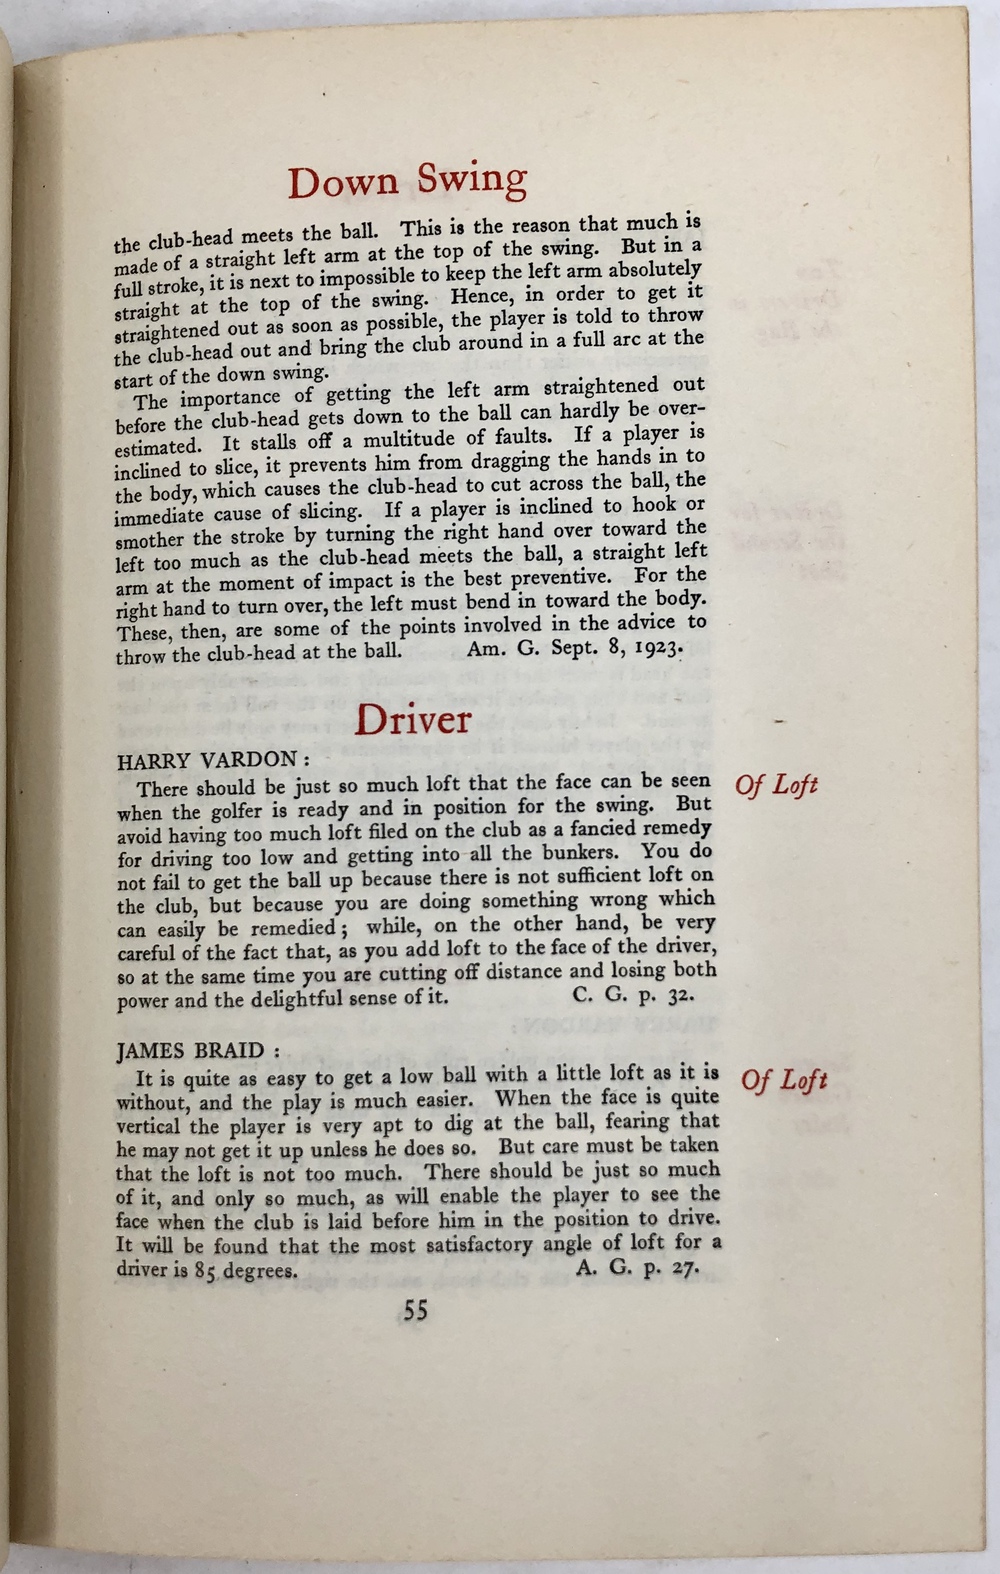 Down Swing
the club-head meets the ball. This is the reason that much is
made of a straight left arm at the top of the swing. But in a
full stroke, it is next to impossible to keep the left arm absolutely
straight at the top of the swing. Hence, in order to get it
straightened out as soon as possible, the player is told to throw
the club-head out and bring the club around in a full arc at the
start of the down swing.
The importance of getting the left arm straightened out
before the club-head gets down to the ball can hardly be over-
estimated. It stalls off a multitude of faults. If a player is
inclined to slice, it prevents him from dragging the hands in to
the body, which causes the club-head to cut across the ball, the
immediate cause of slicing. If a player is inclined to hook or
smother the stroke by turning the right hand over toward the
left too much as the club-head meets the ball, a straight left
arm at the moment of impact is the best preventive. For the
right hand to turn over, the left must bend in toward the body.
These, then, are some of the points involved in the advice to
throw the club-head at the ball. Am. G. Sept. 8, 1923.
Driver
HARRY VARDON :
There should be just so much loft that the face can be seen Of Loft
when the golfer is ready and in position for the swing. But
avoid having too much loft filed on the club as a fancied remedy
for driving too low and getting into all the bunkers. You do
not fail to get the ball up because there is not sufficient loft on
the club, but because you are doing something wrong which
can easily be remedied ; while, on the other hand, be very
careful of the fact that, as you add loft to the face of the driver,
so at the same time you are cutting off distance and losing both
power and the delightful sense of it. C. G. p. 32.
JAMES BRAID :
It is quite as easy to get a low ball with a little loft as it is Of Loft
without, and the play is much easier. When the face is quite
vertical the player is very apt to dig at the ball, fearing that
he may not get it up unless he does so. But care must be taken
that the loft is not too much. There should be just so much
of it, and only so much, as will enable the player to see the
face when the club is laid before him in the position to drive.
It will be found that the most satisfactory angle of loft for a
driver is 85 degrees. A. G. p. 27.
55